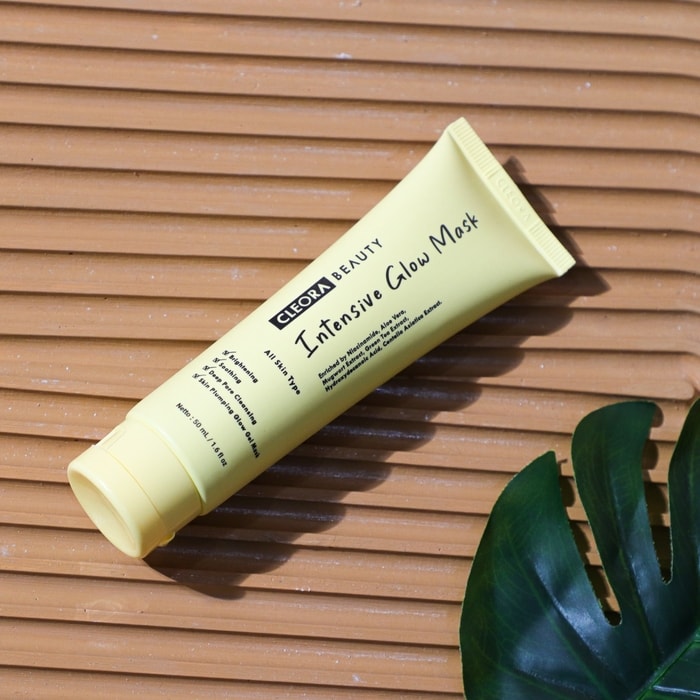 CLEORA BEAUTY
Intensive Glow Mask
Enriched by Niacinamide, Aloe Vera,
Mugwort Extract, Green Tea Extract,
Hydroxydecanoic Acid, Centella Asiatica Extract.
All Skin Type
Brightening
Soothing
Deep Pore Cleansing
Skin Plumping Glow Gel Mask
Netto : 50 mL / 1.6 fl oz
CLEORA